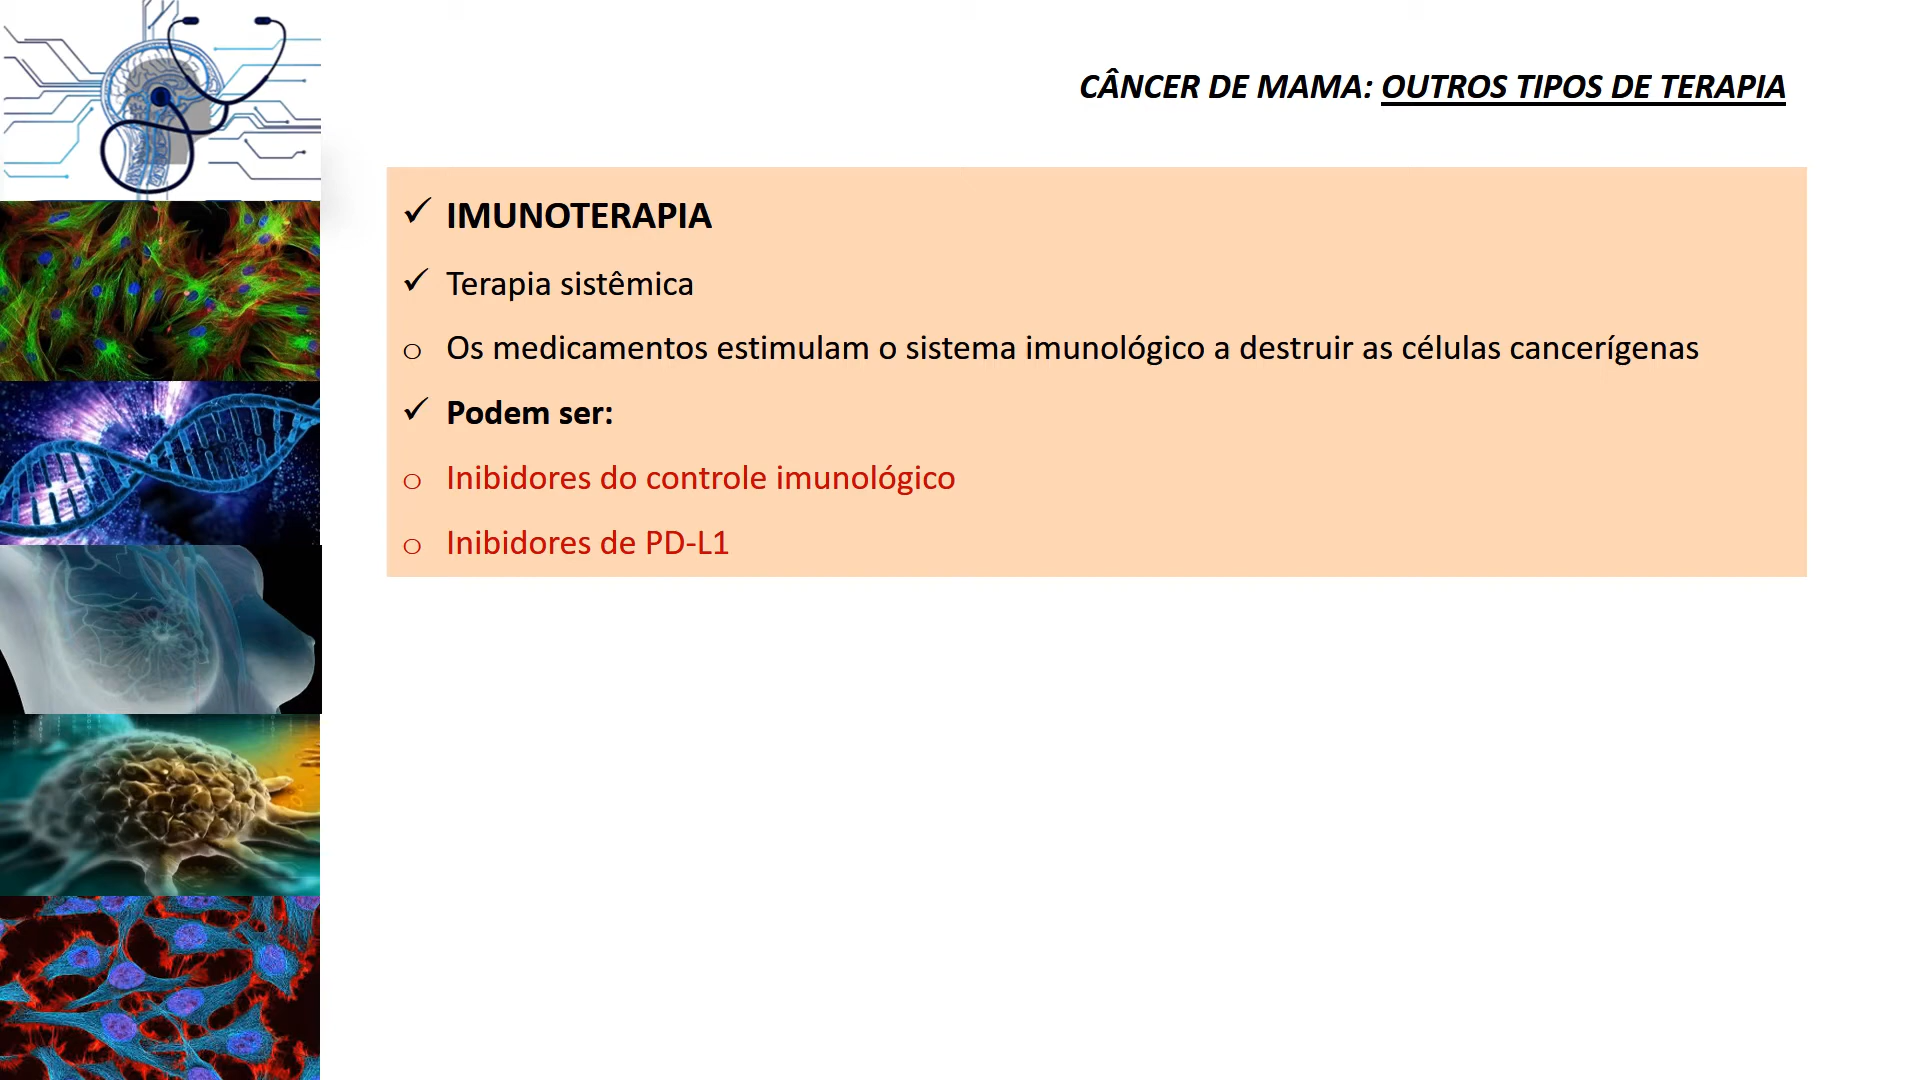 CÂNCER DE MAMA: OUTROS TIPOS DE TERAPIA
✓ IMUNOTERAPIA
✓ Terapia sistêmica
o Os medicamentos estimulam o sistema imunológico a destruir as células cancerígenas
✓ Podem ser:
o Inibidores do controle imunológico
o Inibidores de PD-L1